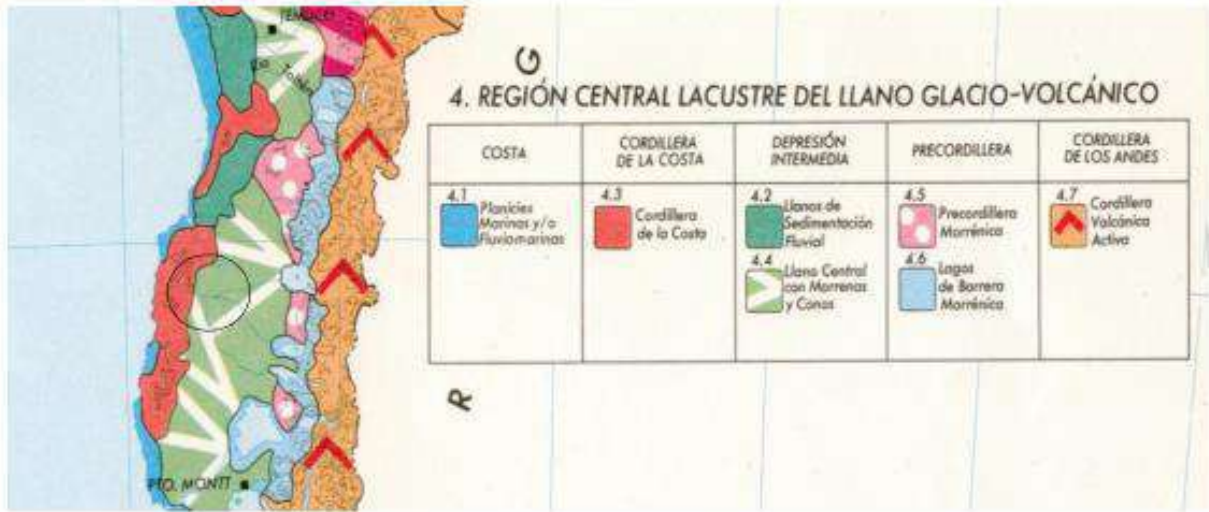 TEMUCO
Río Toltén
G
4. REGIÓN CENTRAL LACUSTRE DEL LLANO GLACIO-VOLCÁNICO
COSTA
CORDILLERA
DE LA COSTA
DEPRESIÓN
INTERMEDIA
PRECORDILLERA
CORDILLERA
DE LOS ANDES
4.1
Planicies
Marinas y/o
Fluviomarinas
4.3
Cordillera
de la Costa
4.2
Llanos de
Sedimentación
Fluvial
4.4
Llano Central
con Morrenas
y Conos
4.5
Precordillera
Morrénica
4.6
Lagos
de Barrera
Morrénica
4.7
Cordillera
Volcánica
Activa
R
PTO. MONTT